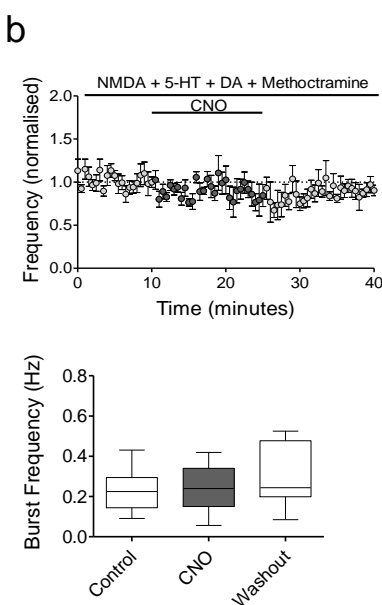 b
NMDA + 5-HT + DA + Methoctramine
CNO
Frequency (normalised)
2.0
1.5
1.0
0.5
0.0
0 10 20 30 40
Time (minutes)
Burst Frequency (Hz)
0.8
0.6
0.4
0.2
0.0
Control CNO Washout